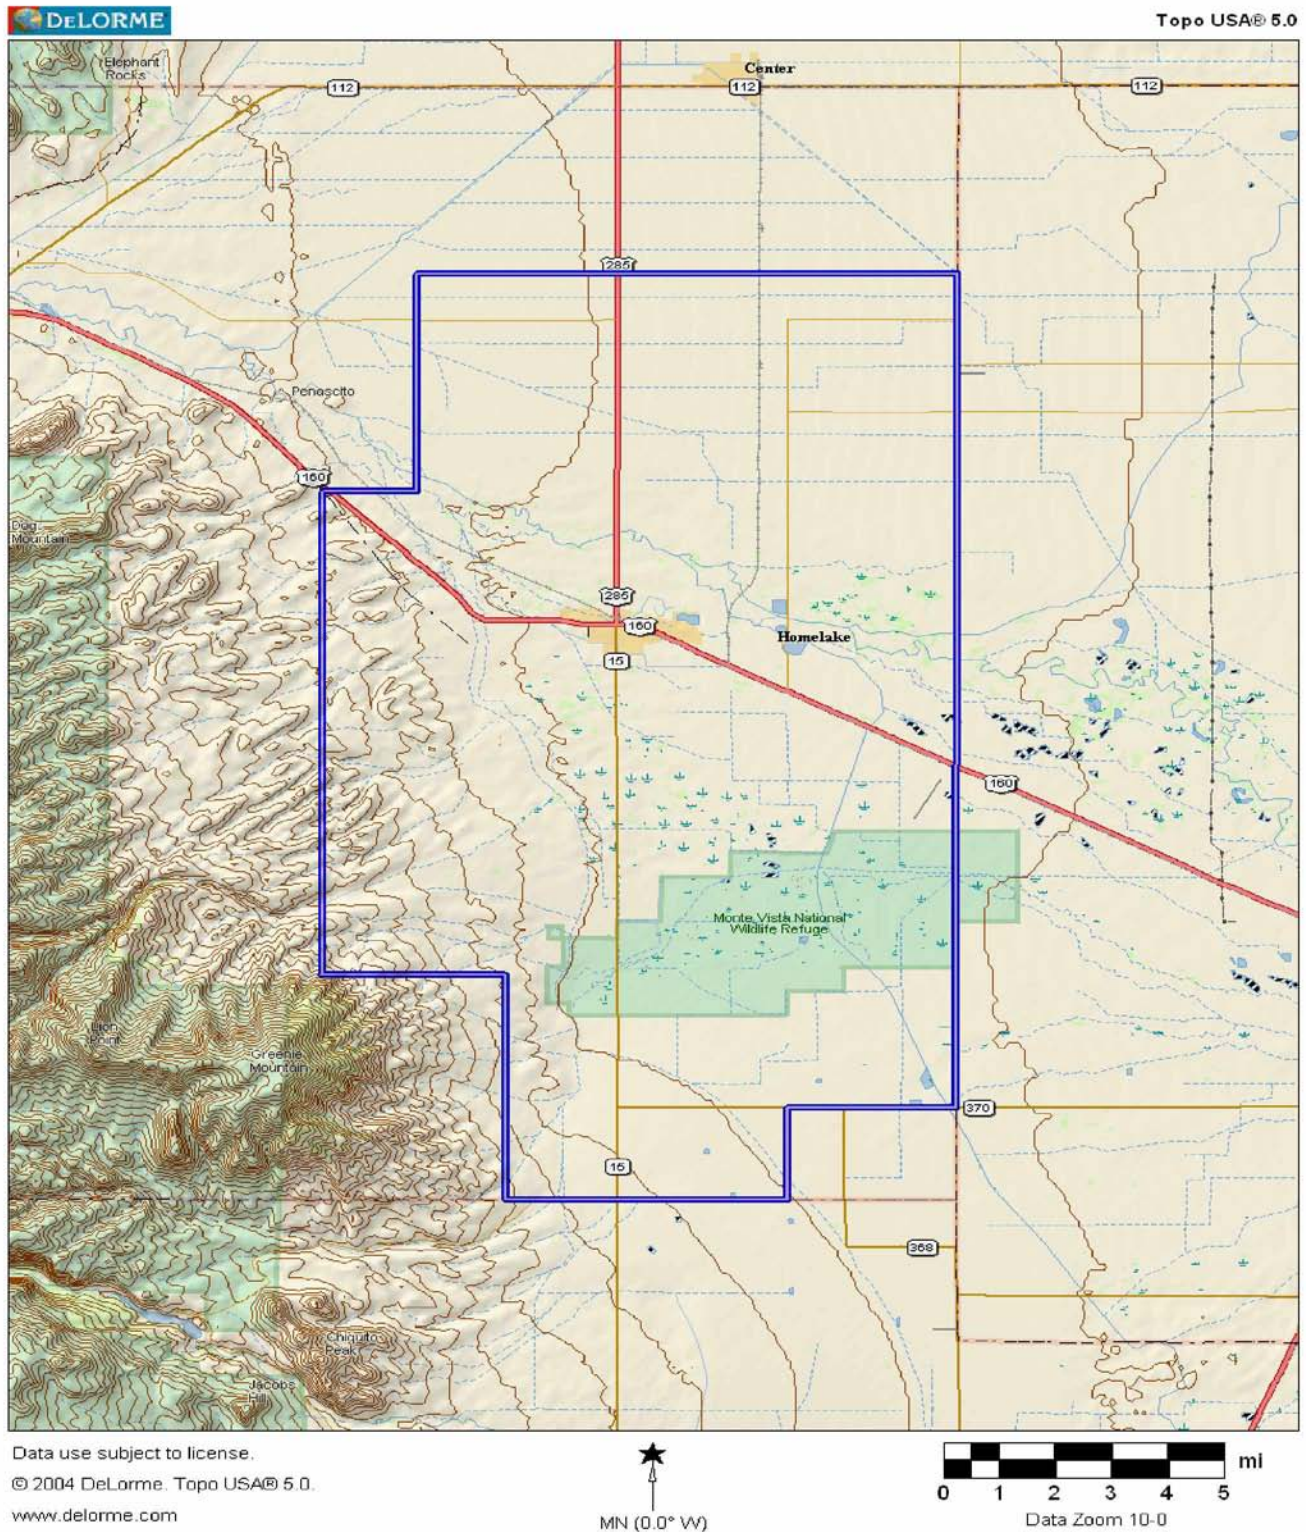 DELORME
Topo USA® 5.0
Elephant
Rocks
Center
112
112
112
285
Penascito
160
Dog
Mountain
285
160
Homelake
15
160
Monte Vista National
Wildlife Refuge
Lion
Point
Greenie
Mountain
370
15
368
Chiquito
Peak
Jacobs
Hill
Data use subject to license.
© 2004 DeLorme. Topo USA® 5.0.
www.delorme.com
MN (0.0° W)
mi
0 1 2 3 4 5
Data Zoom 10-0